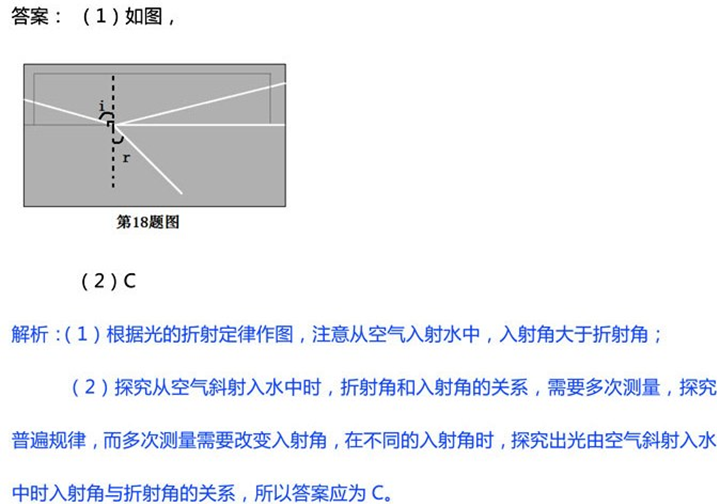 答案：（1）如图，
i
r
第18题图
（2）C
解析：（1）根据光的折射定律作图，注意从空气入射水中，入射角大于折射角；
（2）探究从空气斜射入水中时，折射角和入射角的关系，需要多次测量，探究
普遍规律，而多次测量需要改变入射角，在不同的入射角时，探究出光由空气斜射入水
中时入射角与折射角的关系，所以答案应为 C。